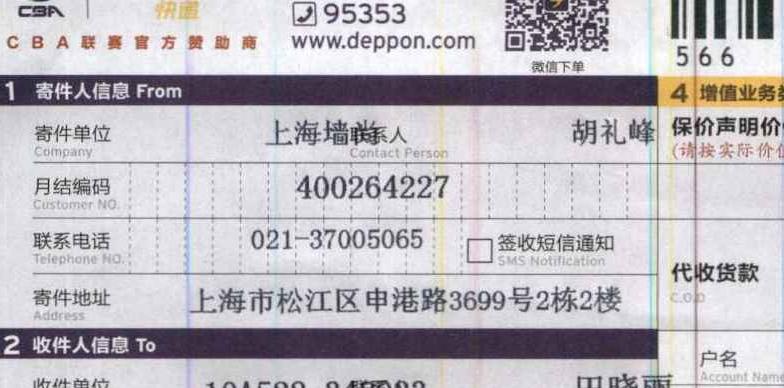 CBA 快递
95353
CBA联赛官方赞助商
www.deppon.com
微信下单
566
1 寄件人信息 From
4 增值业务
寄件单位 上海墙尚 联系人 胡礼峰
Company Contact Person
保价声明价
(请按实际价值
月结编码 400264227
Customer NO.
联系电话 021-37005065 签收短信通知
Telephone NO. SMS Notification
代收货款
C.O.D
寄件地址 上海市松江区申港路3699号2栋2楼
Address
2 收件人信息 To
户名
Account Name
收件单位